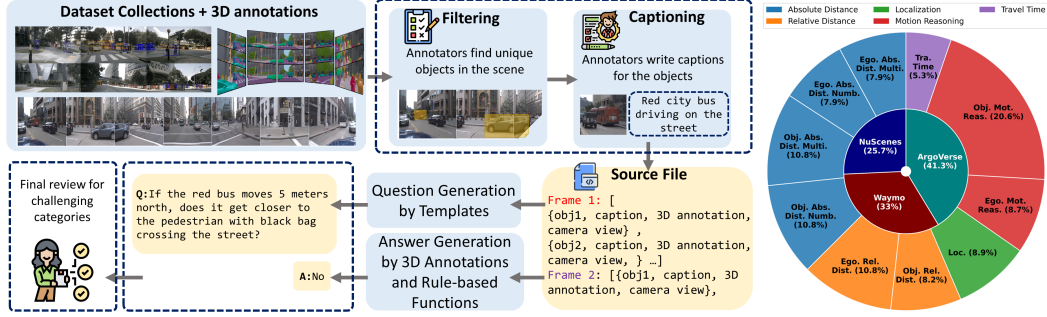 Dataset Collections + 3D annotations
Filtering
Annotators find unique
objects in the scene
Captioning
Annotators write captions
for the objects
Red city bus
driving on the
street
Source File
Frame 1: [
{obj1, caption, 3D annotation,
camera view} ,
{obj2, caption, 3D annotation,
camera view, } …]
Frame 2: [{obj1, caption, 3D
annotation, camera view},
Question Generation
by Templates
Answer Generation
by 3D Annotations
and Rule-based
Functions
Q:If the red bus moves 5 meters
north, does it get closer to
the pedestrian with black bag
crossing the street?
A:No
Final review for
challenging
categories
Absolute Distance
Relative Distance
Localization
Motion Reasoning
Travel Time
Tra.
Time
(5.3%)
Obj. Mot.
Reas. (20.6%)
Ego. Mot.
Reas. (8.7%)
Loc. (8.9%)
Obj. Rel.
Dist. (8.2%)
Ego. Rel.
Dist. (10.8%)
Obj. Abs.
Dist. Numb.
(10.8%)
Obj. Abs.
Dist. Multi.
(10.8%)
Ego. Abs.
Dist. Numb.
(7.9%)
Ego. Abs.
Dist. Multi.
(7.9%)
NuScenes
(25.7%)
ArgoVerse
(41.3%)
Waymo
(33%)